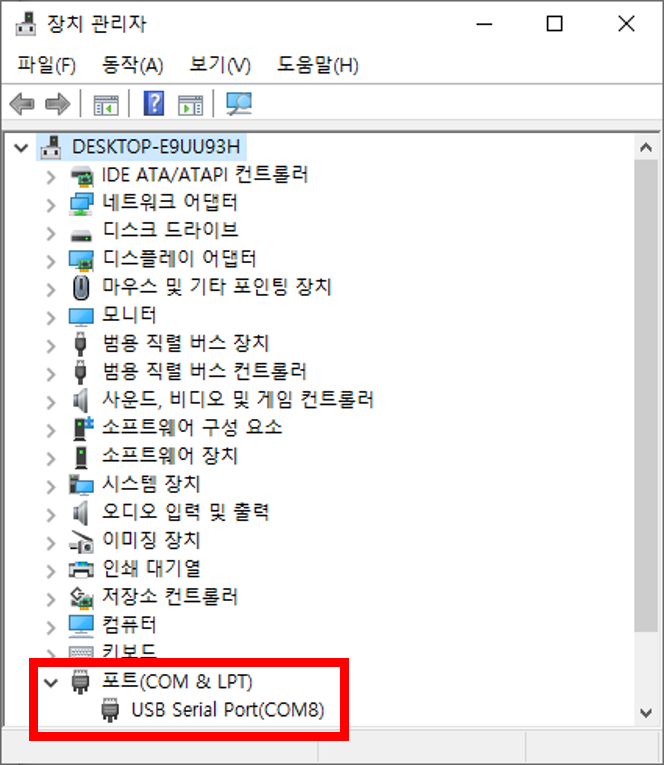 장치 관리자
파일(F) 동작(A) 보기(V) 도움말(H)
DESKTOP-E9UU93H
IDE ATA/ATAPI 컨트롤러
네트워크 어댑터
디스크 드라이브
디스플레이 어댑터
마우스 및 기타 포인팅 장치
모니터
범용 직렬 버스 장치
범용 직렬 버스 컨트롤러
사운드, 비디오 및 게임 컨트롤러
소프트웨어 구성 요소
소프트웨어 장치
시스템 장치
오디오 입력 및 출력
이미징 장치
인쇄 대기열
저장소 컨트롤러
컴퓨터
키보드
포트(COM & LPT)
USB Serial Port(COM8)